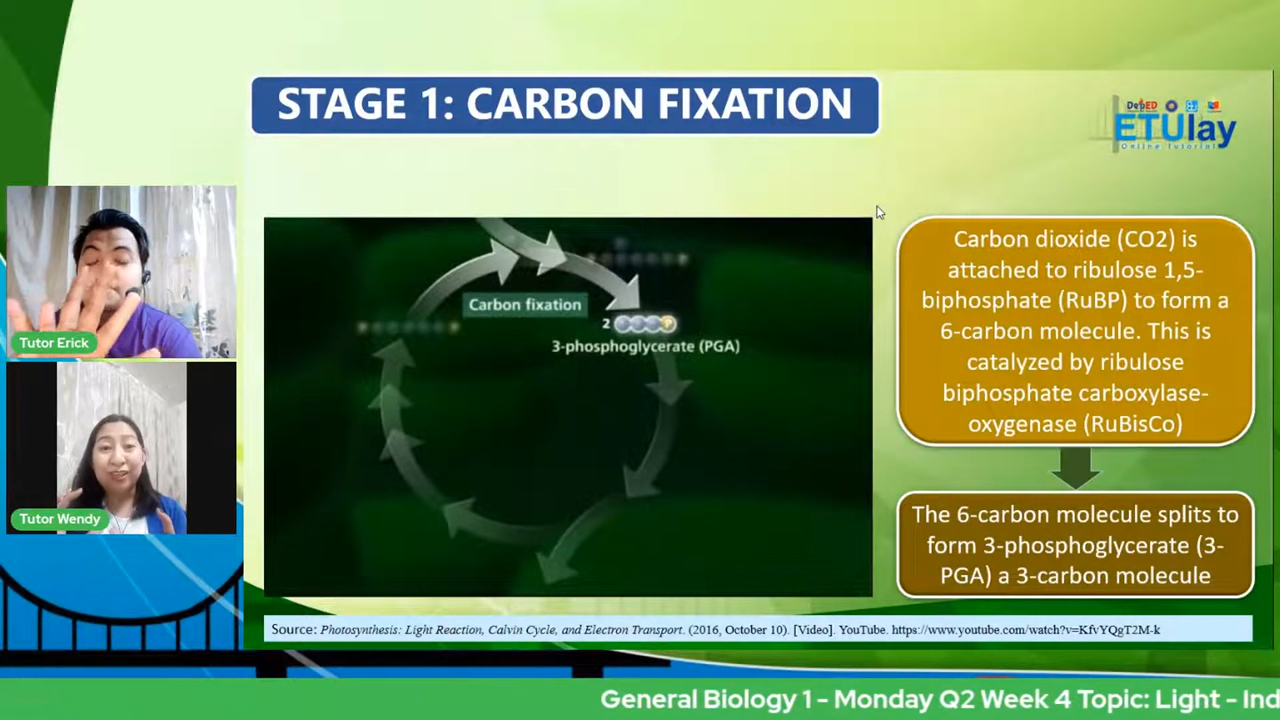 STAGE 1: CARBON FIXATION
DepED
ETUlay
Online Tutorial
Tutor Erick
Tutor Wendy
Carbon fixation
2
P
3-phosphoglycerate (PGA)
Carbon dioxide (CO2) is
attached to ribulose 1,5-
biphosphate (RuBP) to form a
6-carbon molecule. This is
catalyzed by ribulose
biphosphate carboxylase-
oxygenase (RuBisCo)
The 6-carbon molecule splits to
form 3-phosphoglycerate (3-
PGA) a 3-carbon molecule
Source: Photosynthesis: Light Reaction, Calvin Cycle, and Electron Transport. (2016, October 10). [Video]. YouTube. https://www.youtube.com/watch?v=KfvYQgT2M-k
General Biology 1 - Monday Q2 Week 4 Topic: Light - Ind